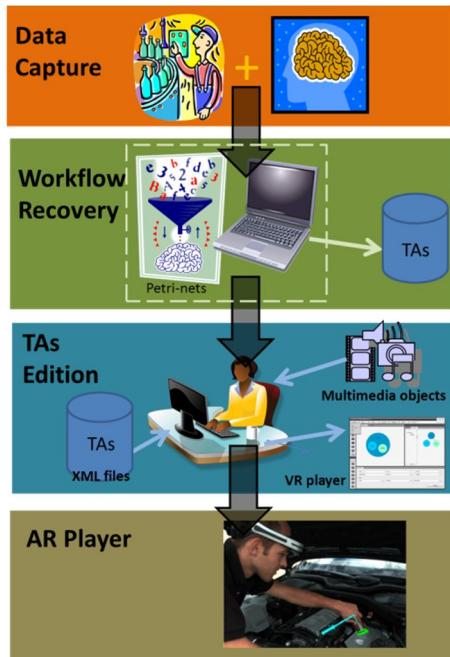 Data
Capture
+
Workflow
Recovery
Petri-nets
TAs
TAs
Edition
Multimedia objects
TAs
XML files
VR player
AR Player